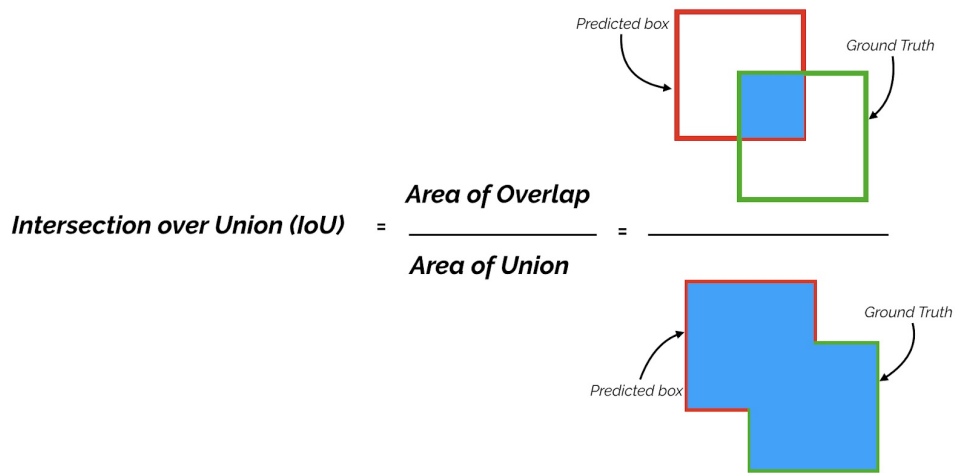 Predicted box
Ground Truth
Intersection over Union (IoU)
=
Area of Overlap
Area of Union
=
Ground Truth
Predicted box